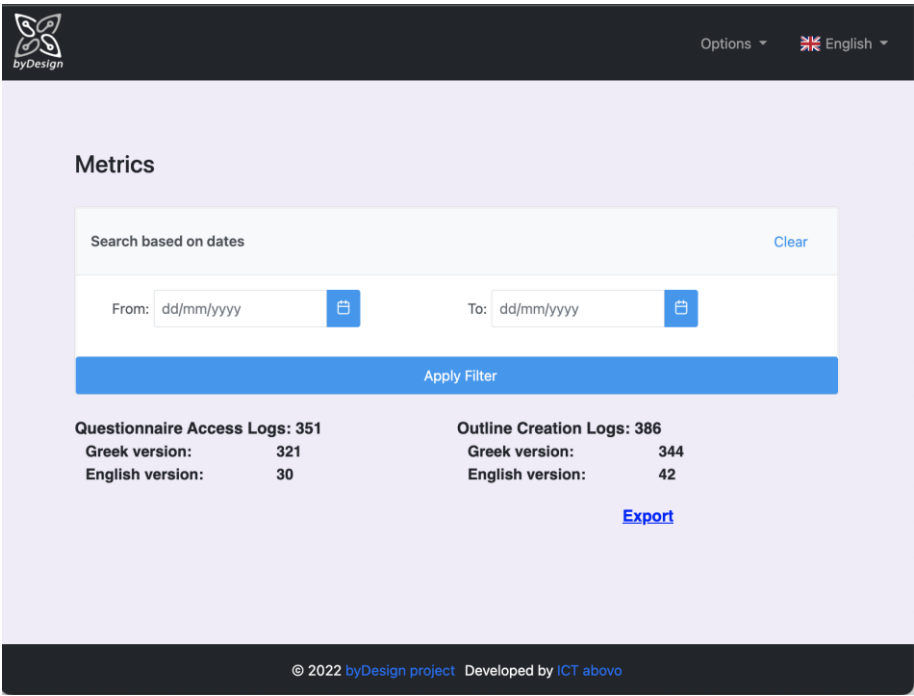 byDesign
Options
English
Metrics
Search based on dates
Clear
From: dd/mm/yyyy
To: dd/mm/yyyy
Apply Filter
Questionnaire Access Logs: 351
Greek version: 321
English version: 30
Outline Creation Logs: 386
Greek version: 344
English version: 42
Export
© 2022 byDesign project Developed by ICT abovo